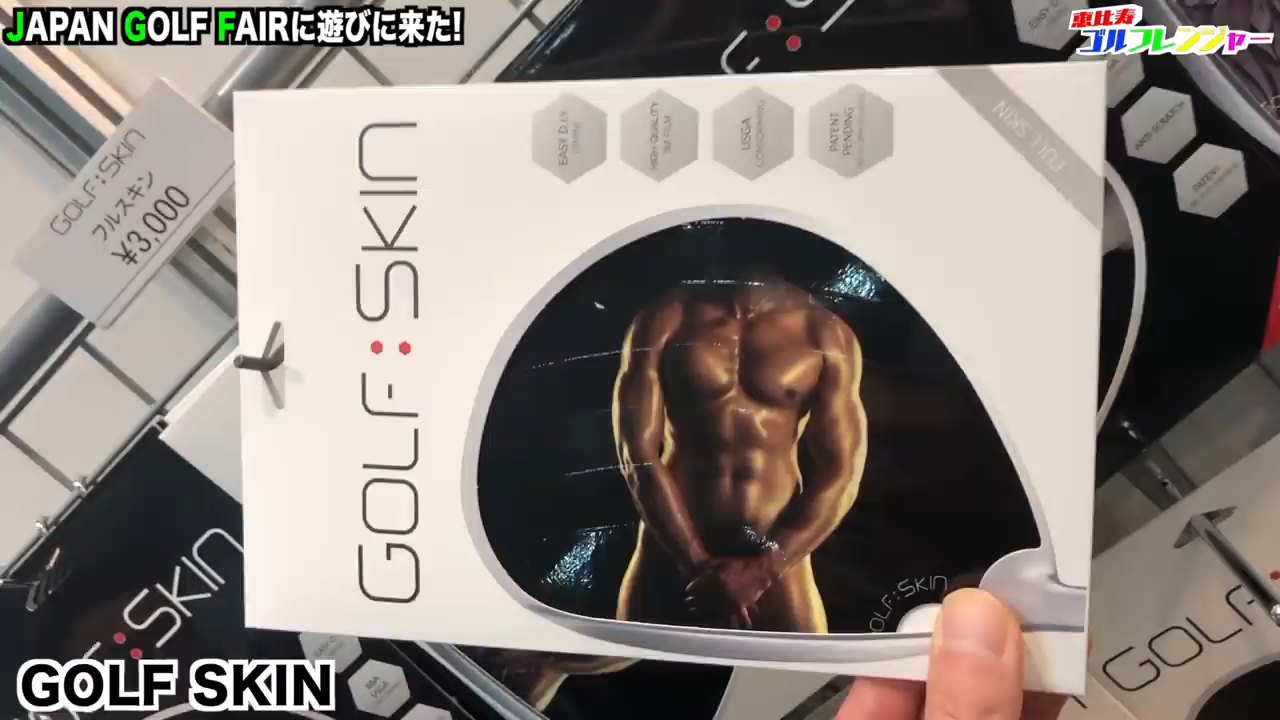 JAPAN GOLF FAIRに遊びに来た!
恵比寿
ゴルフレンジャー
GOLF:SKIN
フルスキン
¥3,000
GOLF:SKIN
EASY D.I.Y
HIGH QUALITY
3M FILM
USGA
CONFORMING
PATENT
PENDING
FULL SKIN
ANTI-SCRATCH
PATENT
GOLF:SKIN
SKIN
GOLF
GOLF SKIN